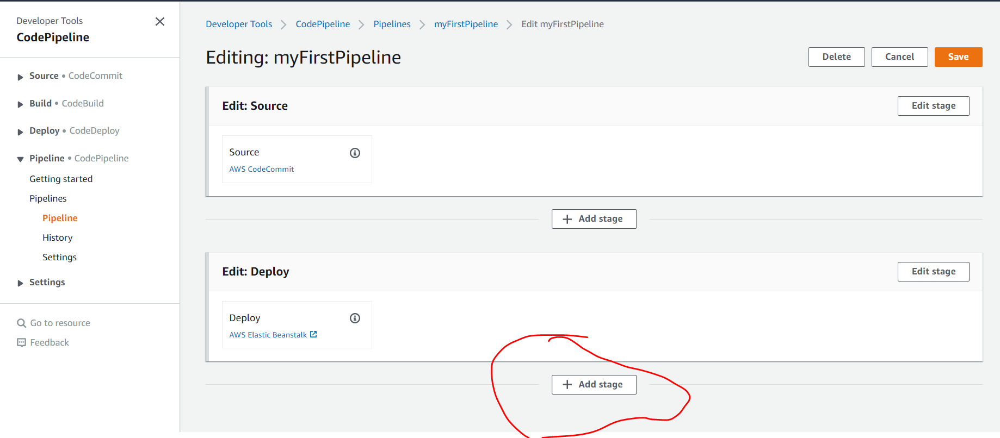 Developer Tools
CodePipeline
Source • CodeCommit
Build • CodeBuild
Deploy • CodeDeploy
Pipeline • CodePipeline
Getting started
Pipelines
Pipeline
History
Settings
Settings
Go to resource
Feedback
Developer Tools > CodePipeline > Pipelines > myFirstPipeline > Edit myFirstPipeline
Editing: myFirstPipeline
Delete Cancel Save
Edit: Source Edit stage
Source
AWS CodeCommit
+ Add stage
Edit: Deploy Edit stage
Deploy
AWS Elastic Beanstalk
+ Add stage